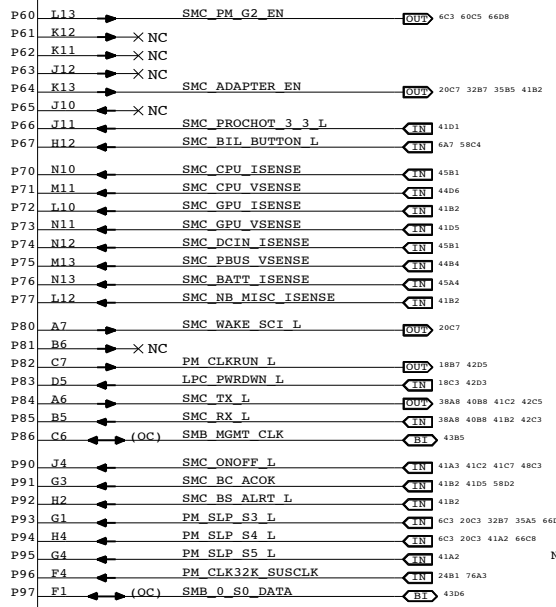 P60 L13 SMC_PM_G2_EN OUT 6C3 60C5 66D8
P61 K12 NC
P62 K11 NC
P63 J12 NC
P64 K13 SMC_ADAPTER_EN OUT 20C7 32B7 35B5 41B2
P65 J10 NC
P66 J11 SMC_PROCHOT_3_3_L IN 41D1
P67 H12 SMC_BIL_BUTTON_L IN 6A7 58C4
P70 N10 SMC_CPU_ISENSE IN 45B1
P71 M11 SMC_CPU_VSENSE IN 44D6
P72 L10 SMC_GPU_ISENSE IN 41B2
P73 N11 SMC_GPU_VSENSE IN 41D5
P74 N12 SMC_DCIN_ISENSE IN 45B1
P75 M13 SMC_PBUS_VSENSE IN 44B4
P76 N13 SMC_BATT_ISENSE IN 45A4
P77 L12 SMC_NB_MISC_ISENSE IN 41B2
P80 A7 SMC_WAKE_SCI_L OUT 20C7
P81 B6 NC
P82 C7 PM_CLKRUN_L OUT 18B7 42D5
P83 D5 LPC_PWRDWN_L IN 18C3 42D3
P84 A6 SMC_TX_L OUT 38A8 40B8 41C2 42C5
P85 B5 SMC_RX_L IN 38A8 40B8 41B2 42C3
P86 C6 (OC) SMB_MGMT_CLK BI 43B5
P90 J4 SMC_ONOFF_L IN 41A3 41C2 41C7 48C3
P91 G3 SMC_BC_ACOK IN 41B2 41D5 58D2
P92 H2 SMC_BS_ALRT_L IN 41B2
P93 G1 PM_SLP_S3_L IN 6C3 20C3 32B7 35A5
P94 H4 PM_SLP_S4_L IN 6C3 20C3 41A2 66C8
P95 G4 PM_SLP_S5_L IN 41A2
P96 F4 PM_CLK32K_SUSCLK IN 24B1 76A3
P97 F1 (OC) SMB_0_S0_DATA BI 43D6